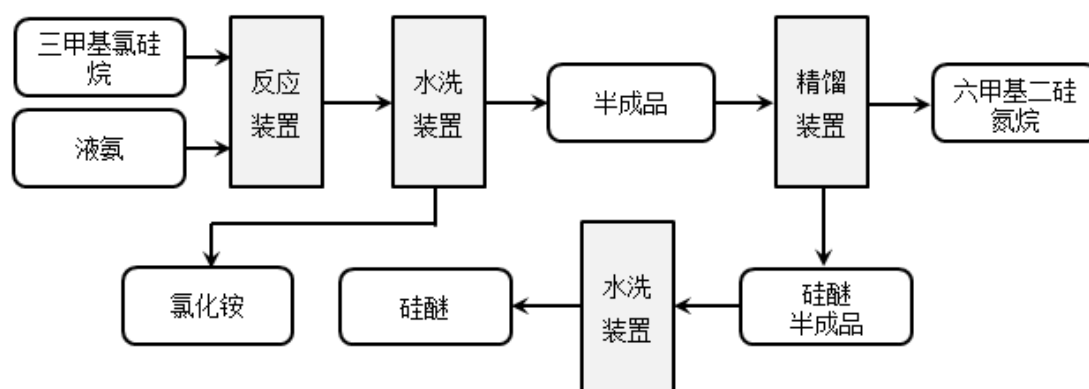 三甲基氯硅
烷
液氨
反应
装置
水洗
装置
半成品
精馏
装置
六甲基二硅
氮烷
氯化铵
硅醚
水洗
装置
硅醚
半成品